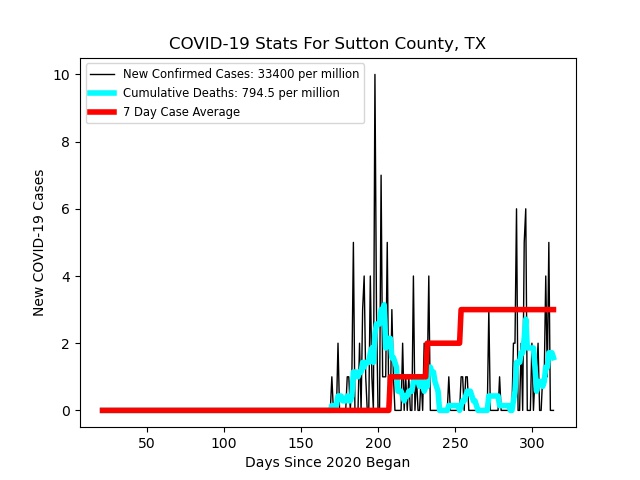 COVID-19 Stats For Sutton County, TX
New Confirmed Cases: 33400 per million
Cumulative Deaths: 794.5 per million
7 Day Case Average
New COVID-19 Cases
10
8
6
4
2
0
50 100 150 200 250 300
Days Since 2020 Began